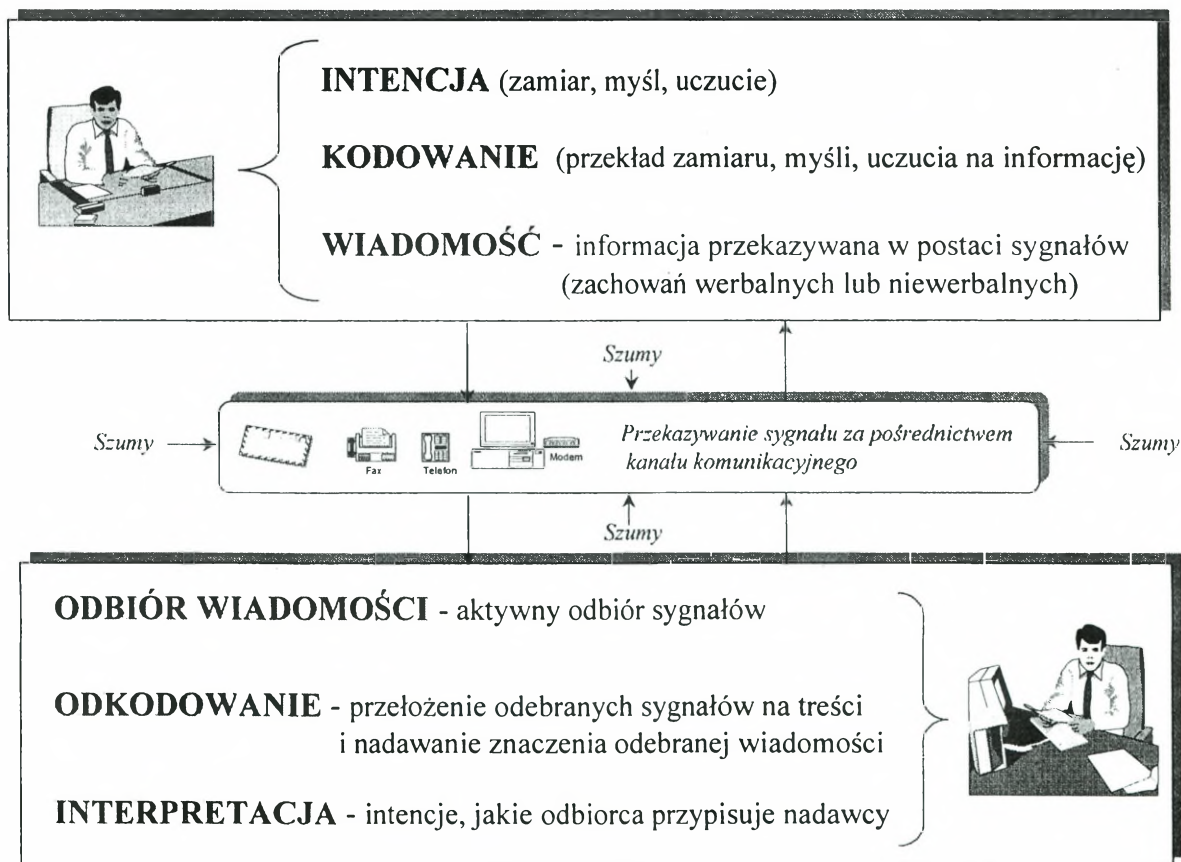 INTENCJA (zamiar, myśl, uczucie)
KODOWANIE (przekład zamiaru, myśli, uczucia na informację)
WIADOMOŚĆ - informacja przekazywana w postaci sygnałów
(zachowań werbalnych lub niewerbalnych)
Szumy
Szumy
Fax
Telefon
Modem
Przekazywanie sygnału za pośrednictwem
kanału komunikacyjnego
Szumy
Szumy
ODBIÓR WIADOMOŚCI - aktywny odbiór sygnałów
ODKODOWANIE - przełożenie odebranych sygnałów na treści
i nadawanie znaczenia odebranej wiadomości
INTERPRETACJA - intencje, jakie odbiorca przypisuje nadawcy